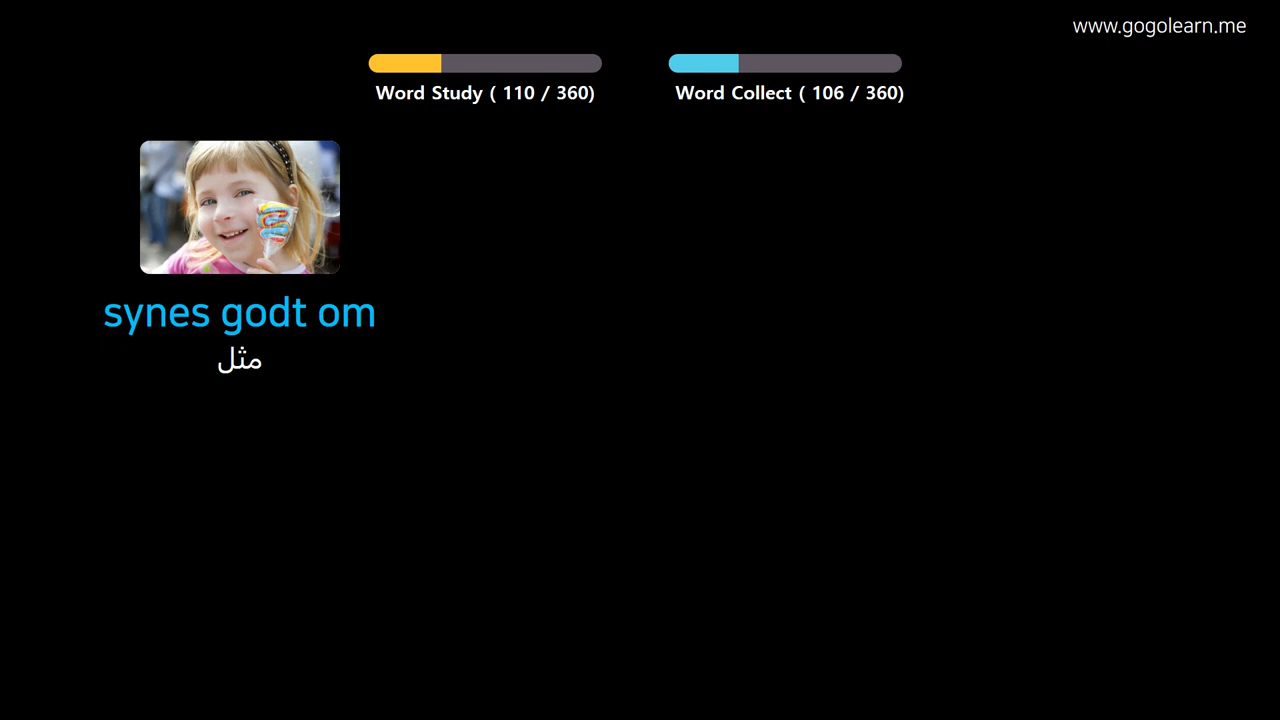 www.gogolearn.me
Word Study ( 110 / 360)
Word Collect ( 106 / 360)
synes godt om
مثل